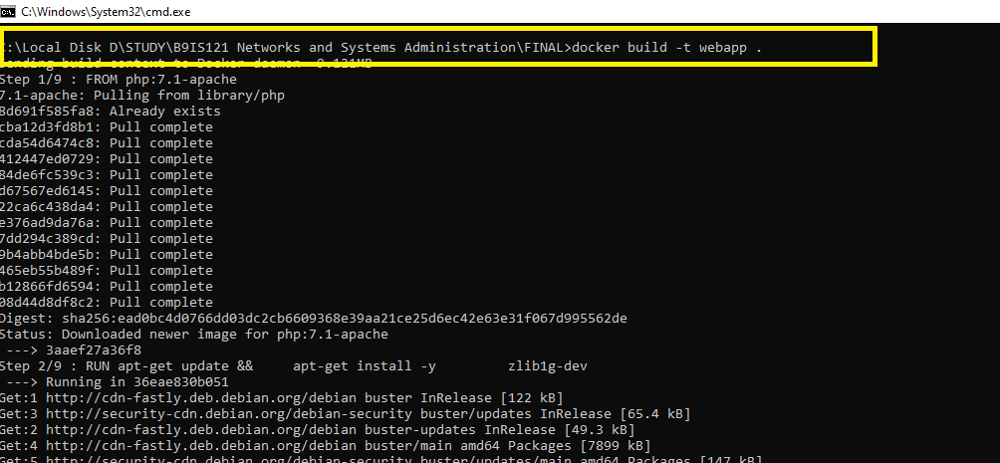 C:\Windows\System32\cmd.exe
:\Local Disk D\STUDY\B9IS121 Networks and Systems Administration\FINAL>docker build -t webapp .
Sending build context to Docker daemon 9.121MB
Step 1/9 : FROM php:7.1-apache
7.1-apache: Pulling from library/php
8d691f585fa8: Already exists
cba12d3fd8b1: Pull complete
cda54d6474c8: Pull complete
412447ed0729: Pull complete
84de6fc539c3: Pull complete
d67567ed6145: Pull complete
22ca6c438da4: Pull complete
e376ad9da76a: Pull complete
7dd294c389cd: Pull complete
9b4abb4bde5b: Pull complete
465eb55b489f: Pull complete
b12866fd6594: Pull complete
08d44d8df8c2: Pull complete
Digest: sha256:ead0bc4d0766dd03dc2cb6609368e39aa21ce25d6ec42e63e31f067d995562de
Status: Downloaded newer image for php:7.1-apache
---> 3aaef27a36f8
Step 2/9 : RUN apt-get update && apt-get install -y zlib1g-dev
---> Running in 36eae830b051
Get:1 http://cdn-fastly.deb.debian.org/debian buster InRelease [122 kB]
Get:3 http://security-cdn.debian.org/debian-security buster/updates InRelease [65.4 kB]
Get:2 http://cdn-fastly.deb.debian.org/debian buster-updates InRelease [49.3 kB]
Get:4 http://cdn-fastly.deb.debian.org/debian buster/main amd64 Packages [7899 kB]
Get:5 http://security-cdn.debian.org/debian-security buster/updates/main amd64 Packages [147 kB]